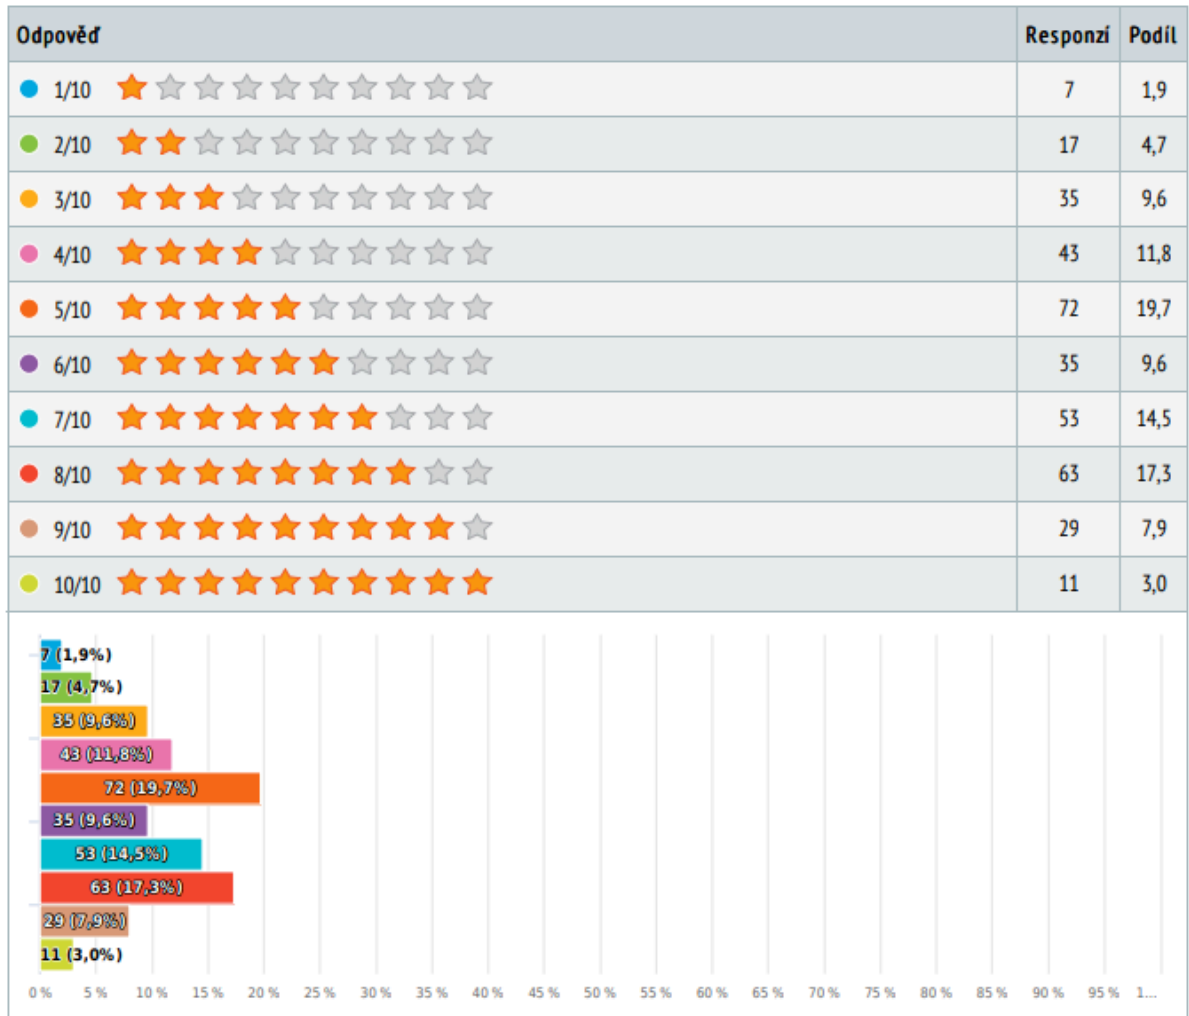 Odpověď Responzí Podíl
1/10 7 1,9
2/10 17 4,7
3/10 35 9,6
4/10 43 11,8
5/10 72 19,7
6/10 35 9,6
7/10 53 14,5
8/10 63 17,3
9/10 29 7,9
10/10 11 3,0
7 (1,9%)
17 (4,7%)
35 (9,6%)
43 (11,8%)
72 (19,7%)
35 (9,6%)
53 (14,5%)
63 (17,3%)
29 (7,9%)
11 (3,0%)
0 % 5 % 10 % 15 % 20 % 25 % 30 % 35 % 40 % 45 % 50 % 55 % 60 % 65 % 70 % 75 % 80 % 85 % 90 % 95 % 1...